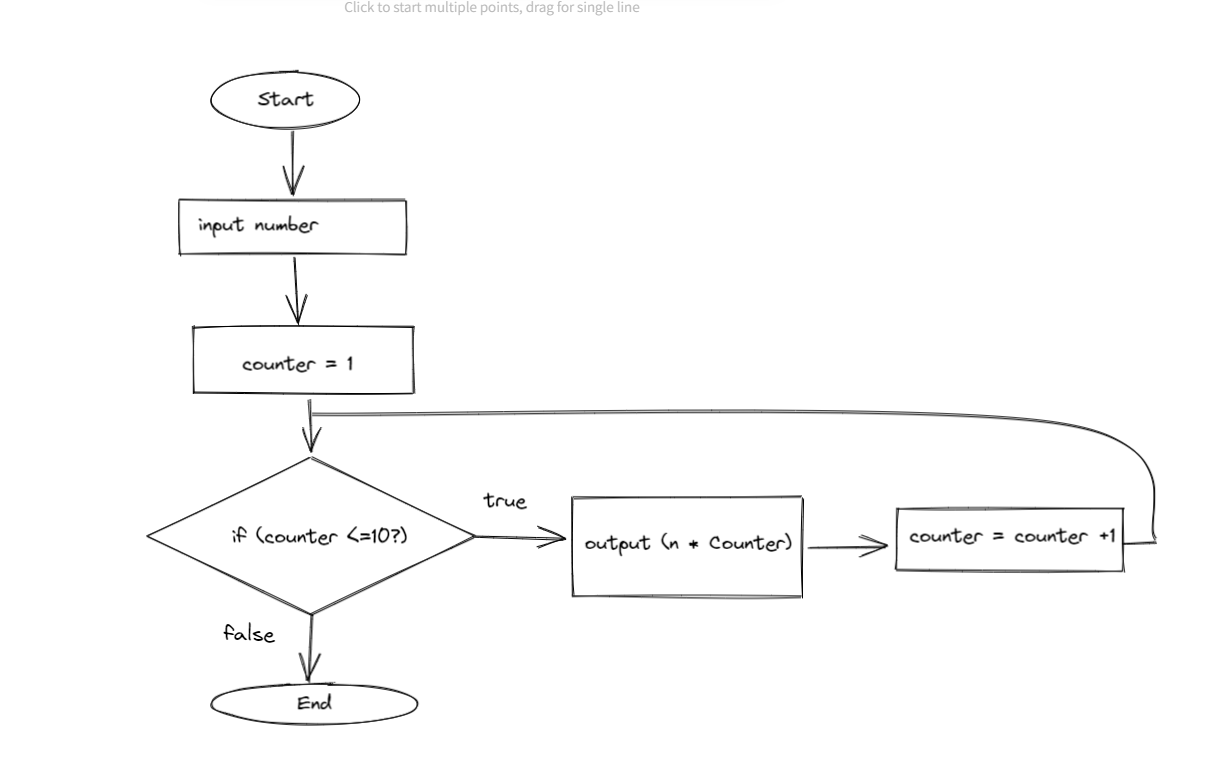 Click to start multiple points, drag for single line
Start
input number
counter = 1
if (counter <=10?)
true
output (n * Counter)
counter = counter +1
false
End